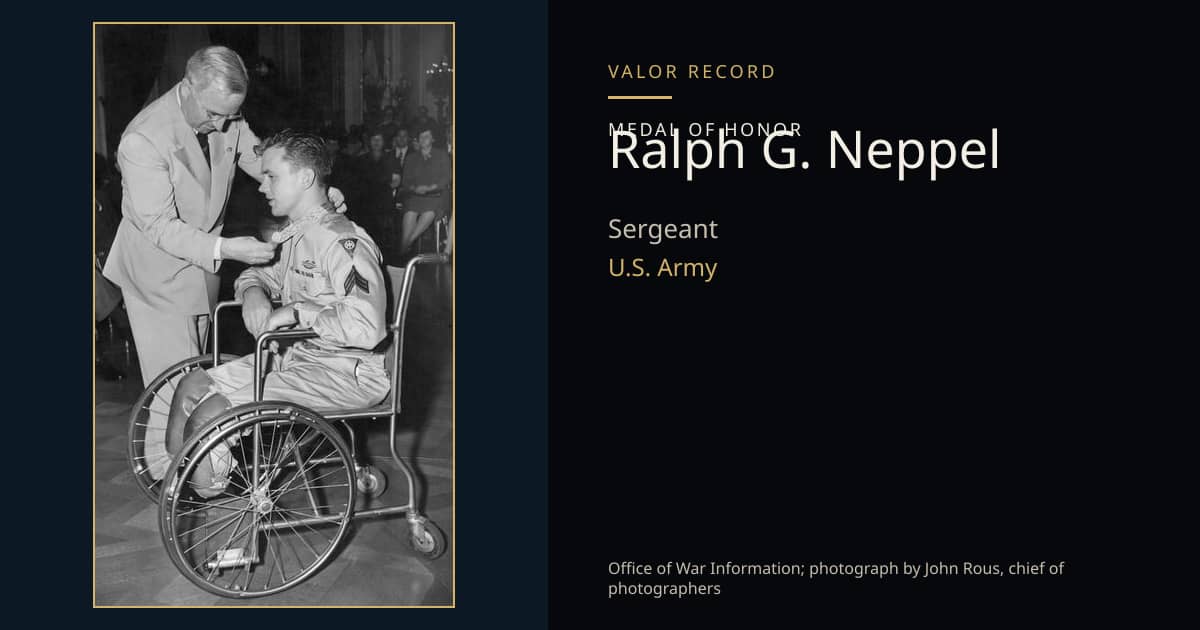 VALOR RECORD
MEDAL OF HONOR
Ralph G. Neppel
Sergeant
U.S. Army
Office of War Information; photograph by John Rous, chief of
photographers